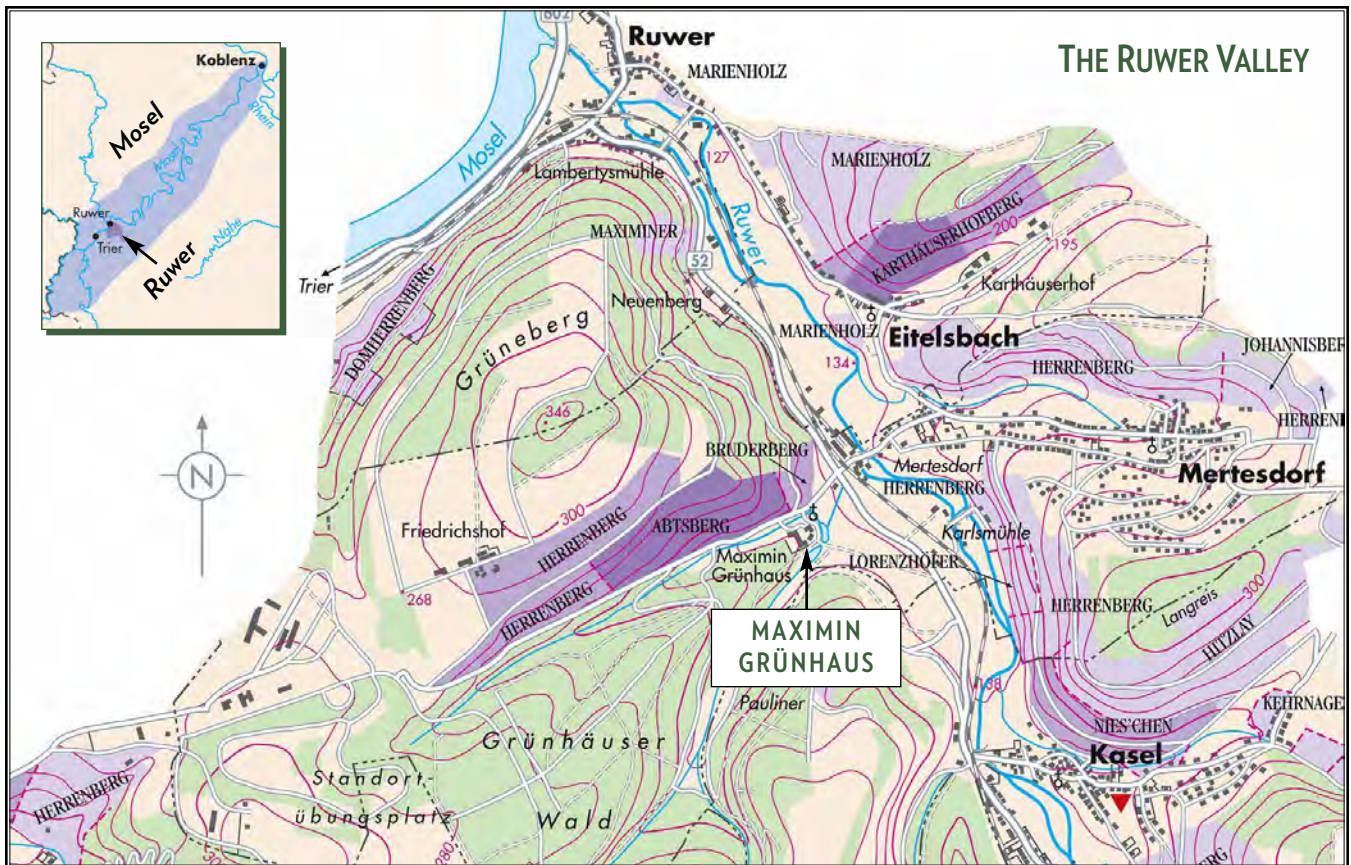 THE RUWER VALLEY
Koblenz
Mosel
Rhein
Mosel
Ruwer
Trier
Nahe
Ruwer
602
Ruwer
MARIENHOLZ
Mosel
127
MARIENHOLZ
Lambertysmühle
Ruwer
MAXIMINER
KARTHÄUSERHOFBERG
200
195
52
Trier
Karthäuserhof
Neuenberg
DOMHERRENBERG
Grüneberg
MARIENHOLZ
Eitelsbach
134
HERRENBERG
JOHANNISBER
346
HERREN
N
BRUDERBERG
Mertesdorf
HERRENBERG
Mertesdorf
300
HERRENBERG
ABTSBERG
Friedrichshof
Karlsmühle
Maximin
Grünhaus
LORENZHÖFER
268
HERRENBERG
HERRENBERG
Langreis
300
MAXIMIN
GRÜNHAUS
HITZLAY
138
Pauliner
KEHRNAGE
NIES'CHEN
Grünhäuser
Wald
Kasel
Standort-
übungsplatz
HERRENBERG
280